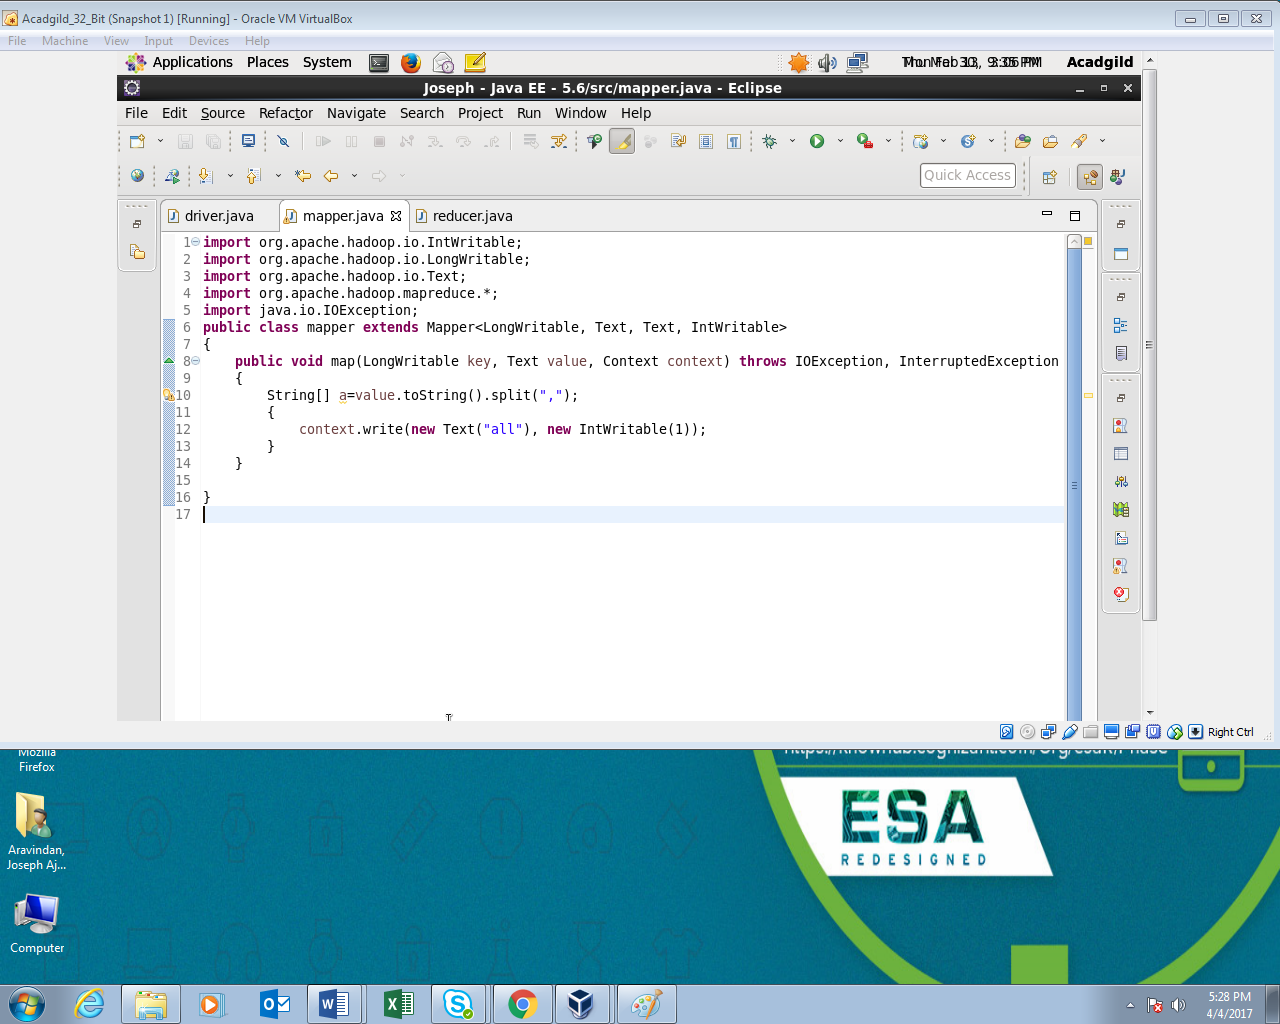 Acadgild_32_Bit (Snapshot 1) [Running] - Oracle VM VirtualBox
File Machine View Input Devices Help
Applications Places System
Acadgild
Joseph - Java EE - 5.6/src/mapper.java - Eclipse
File Edit Source Refactor Navigate Search Project Run Window Help
Quick Access
driver.java mapper.java reducer.java
1 import org.apache.hadoop.io.IntWritable;
2 import org.apache.hadoop.io.LongWritable;
3 import org.apache.hadoop.io.Text;
4 import org.apache.hadoop.mapreduce.*;
5 import java.io.IOException;
6 public class mapper extends Mapper<LongWritable, Text, Text, IntWritable>
7 {
8 public void map(LongWritable key, Text value, Context context) throws IOException, InterruptedException
9 {
10 String[] a=value.toString().split(",");
11 {
12 context.write(new Text("all"), new IntWritable(1));
13 }
14 }
15
16 }
17
Right Ctrl
Mozilla
Firefox
Aravindan,
Joseph Aj...
Computer
ESA
REDESIGNED
5:28 PM
4/4/2017